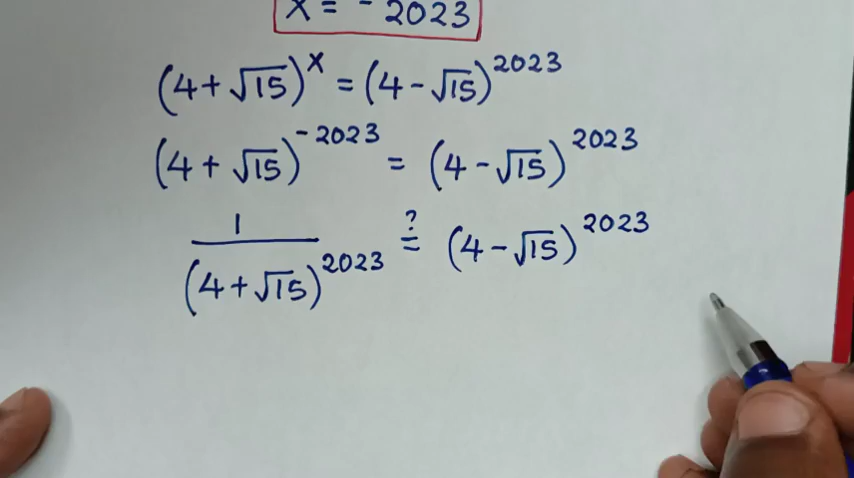 x = - 2023
(4+√15)^x = (4-√15)^2023
(4+√15)^-2023 = (4-√15)^2023
1/(4+√15)^2023 ?= (4-√15)^2023